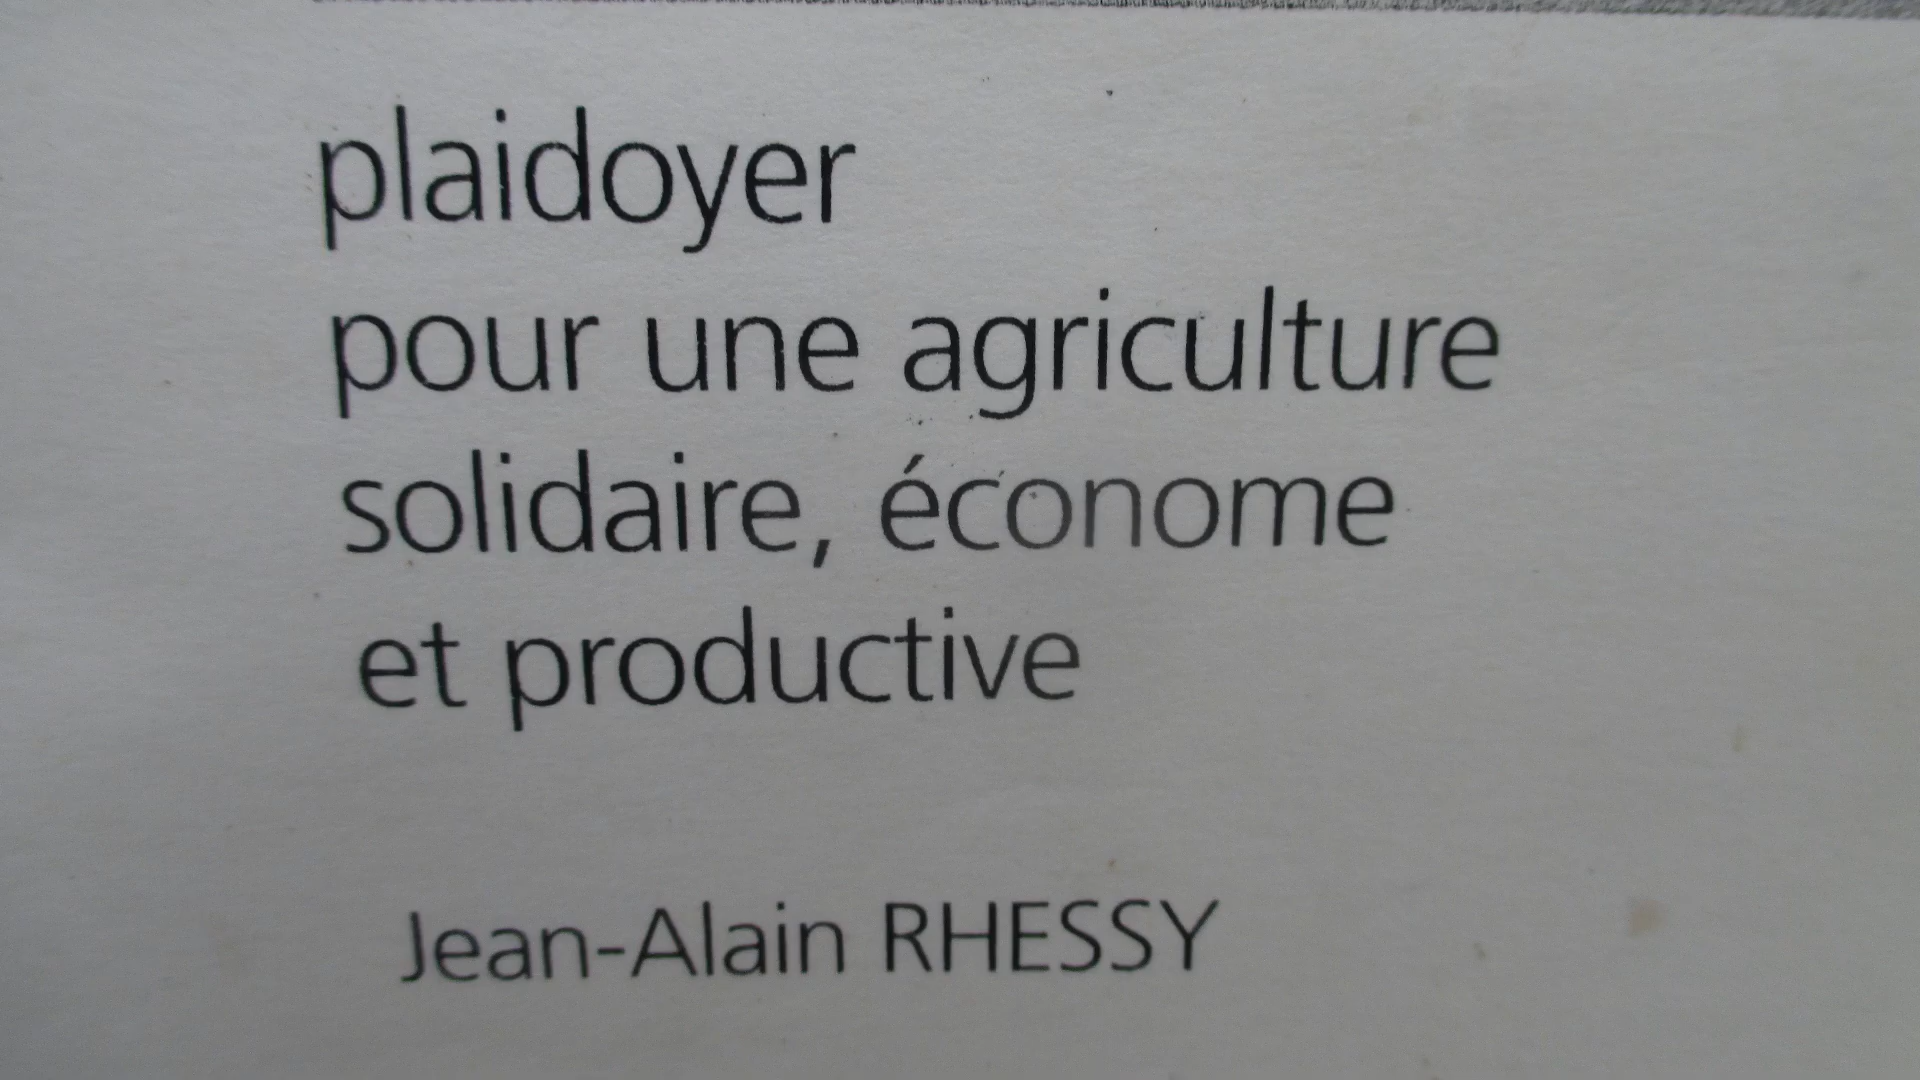 plaidoyer
pour une agriculture
solidaire, économe
et productive
Jean-Alain RHESSY